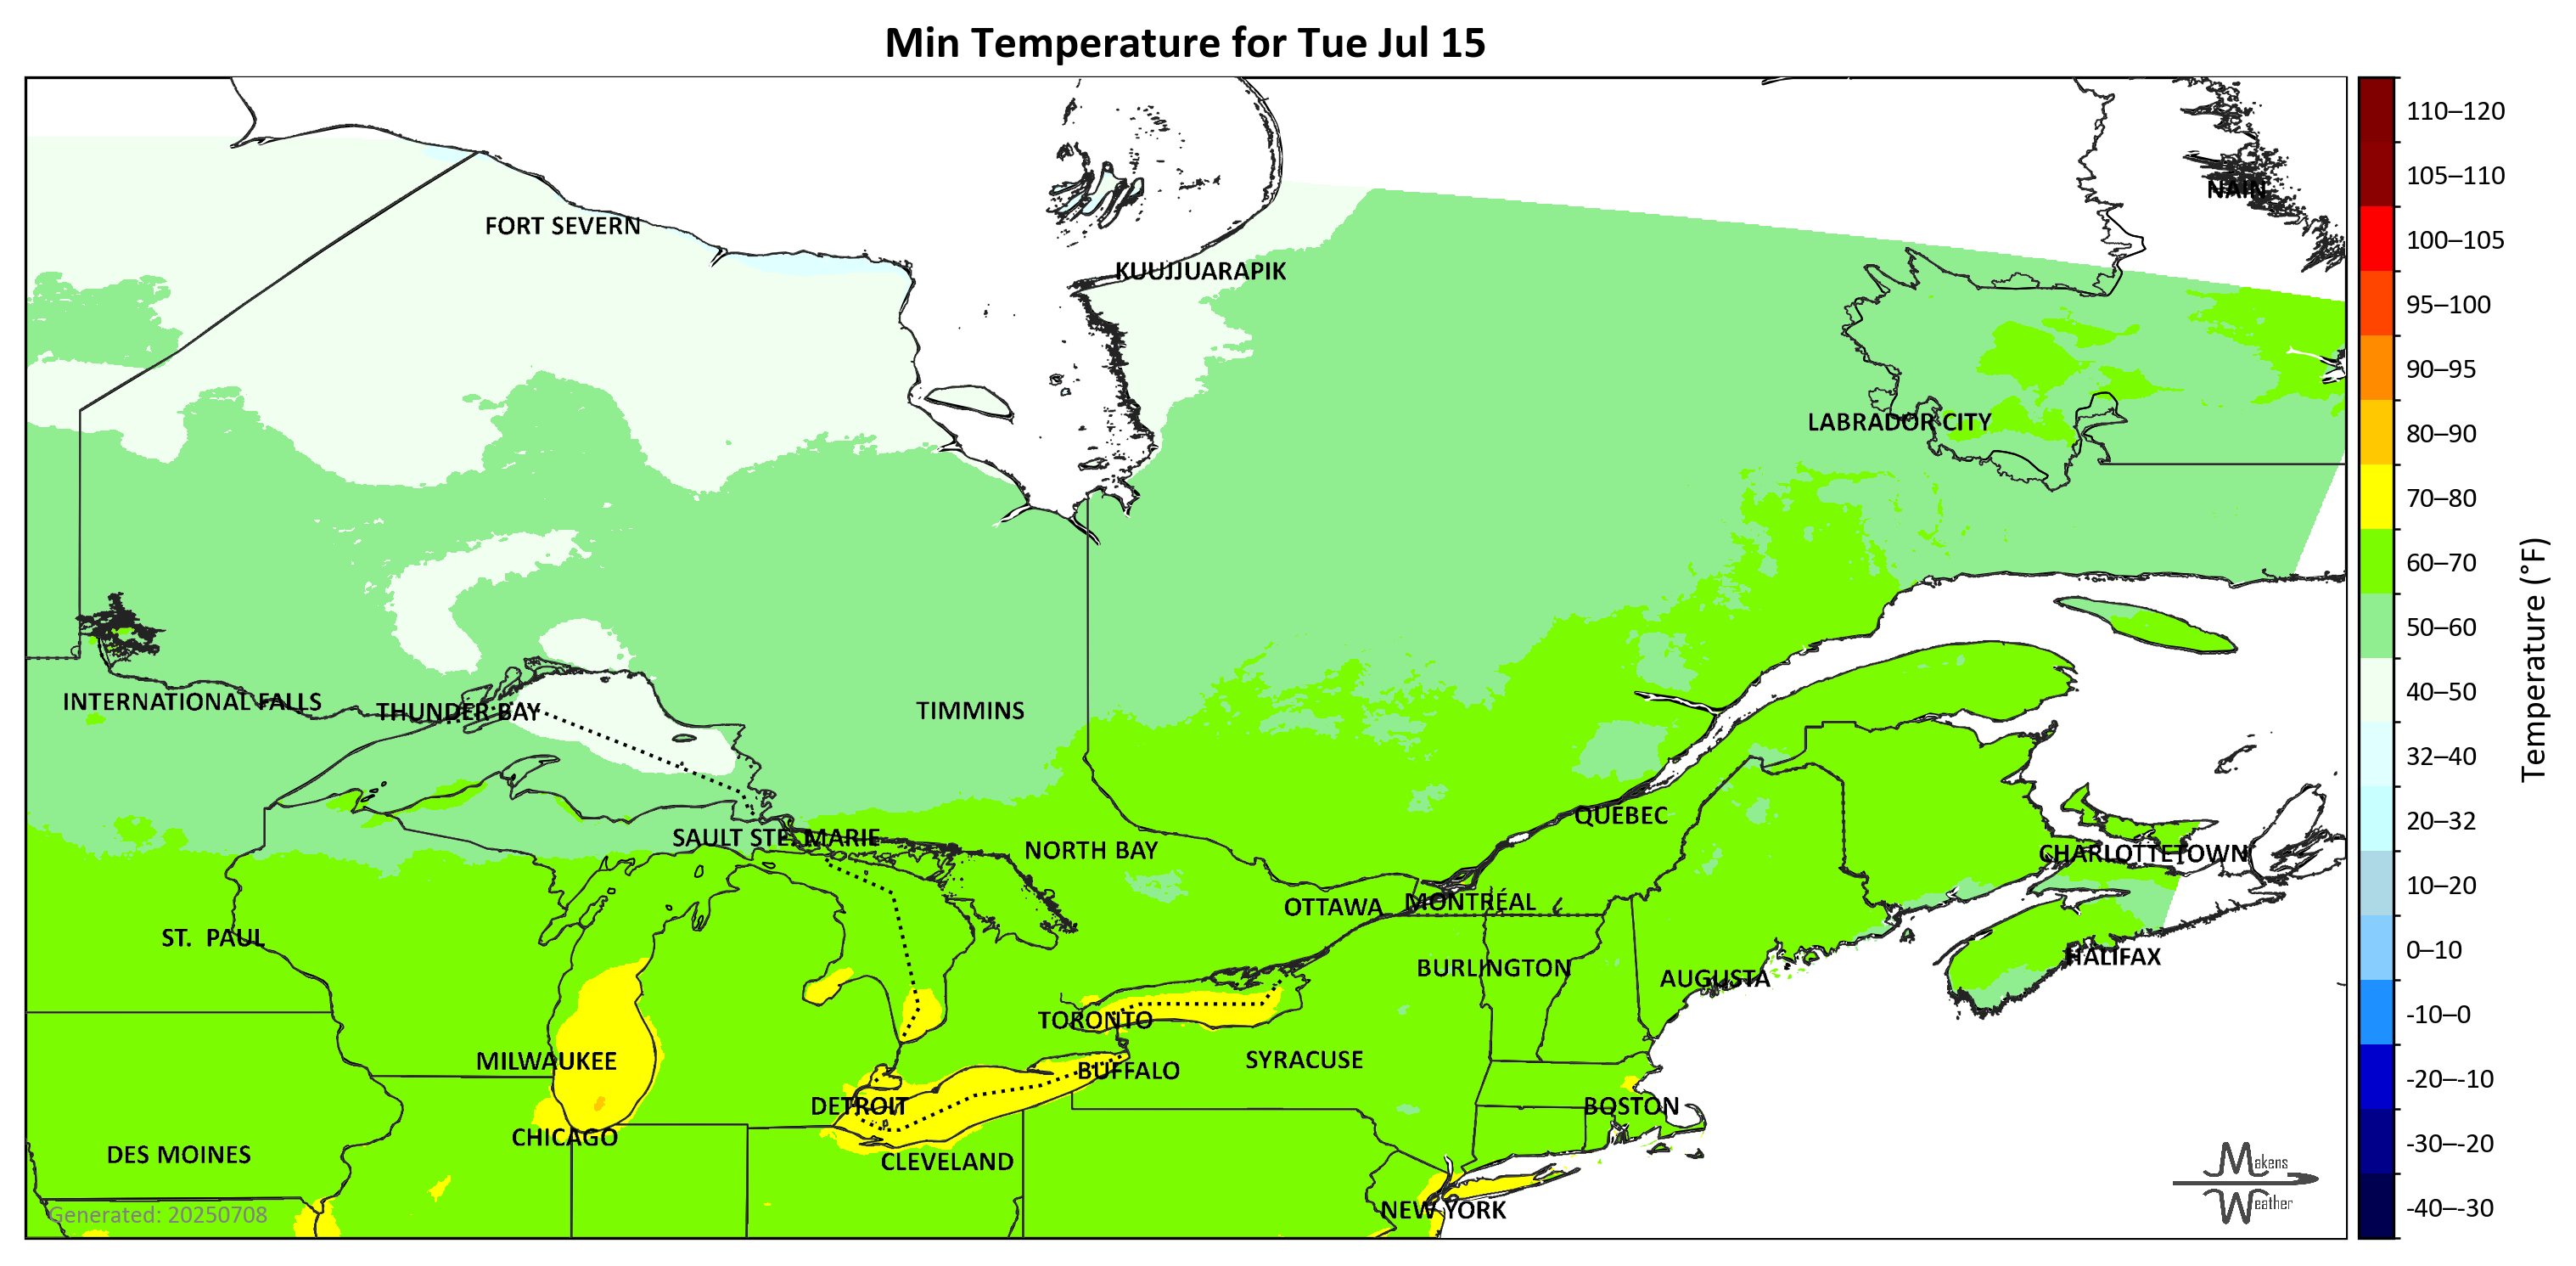 Min Temperature for Tue Jul 15
110–120
105–110
NAIN
FORT SEVERN
100–105
KUUJJUARAPIK
95–100
90–95
LABRADOR CITY
80–90
70–80
60–70
50–60
Temperature (°F)
40–50
INTERNATIONAL FALLS
THUNDER BAY
TIMMINS
32–40
QUEBEC
20–32
SAULT STE. MARIE
NORTH BAY
CHARLOTTETOWN
10–20
OTTAWA
MONTRÉAL
ST. PAUL
0–10
HALIFAX
BURLINGTON
AUGUSTA
-10–0
TORONTO
MILWAUKEE
SYRACUSE
BUFFALO
-20–-10
DETROIT
BOSTON
CHICAGO
-30–-20
DES MOINES
CLEVELAND
Makens
Weather
NEW YORK
-40–-30
Generated: 20250708